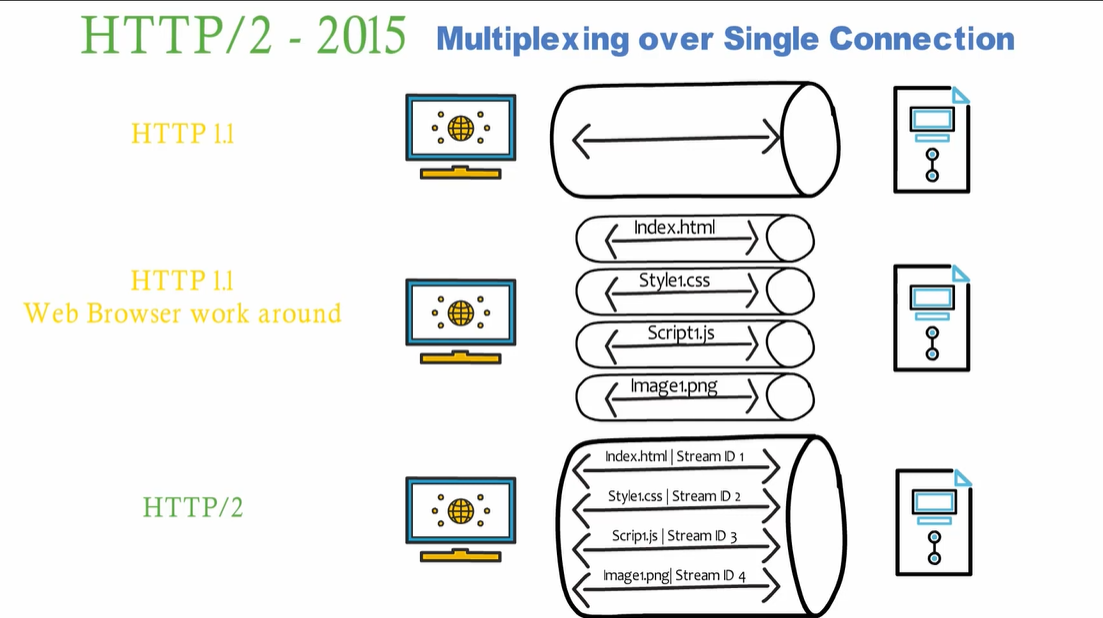 HTTP/2 - 2015 Multiplexing over Single Connection
HTTP 1.1
Index.html
Style1.css
HTTP 1.1
Web Browser work around
Script1.js
Image1.png
Index.html | Stream ID 1
Style1.css | Stream ID 2
HTTP/2
Scrip1.js | Stream ID 3
Image1.png| Stream ID 4